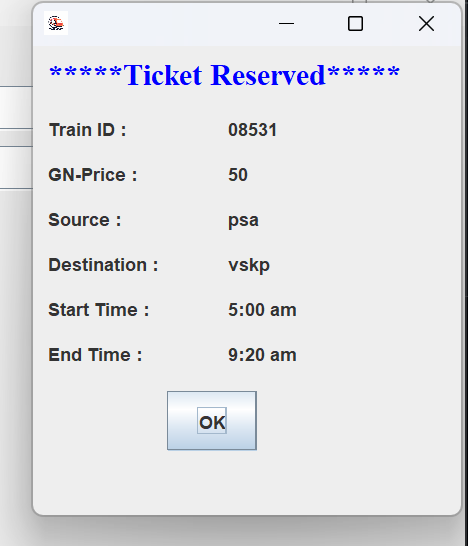 *****Ticket Reserved*****
Train ID : 08531
GN-Price : 50
Source : psa
Destination : vskp
Start Time : 5:00 am
End Time : 9:20 am
OK